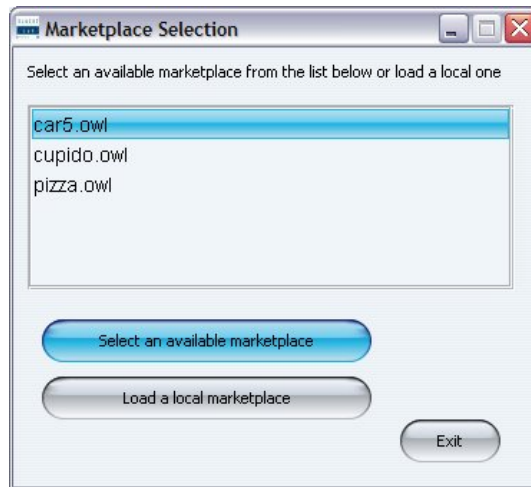 Marketplace Selection
Select an available marketplace from the list below or load a local one
car5.owl
cupido.owl
pizza.owl
Select an available marketplace
Load a local marketplace
Exit